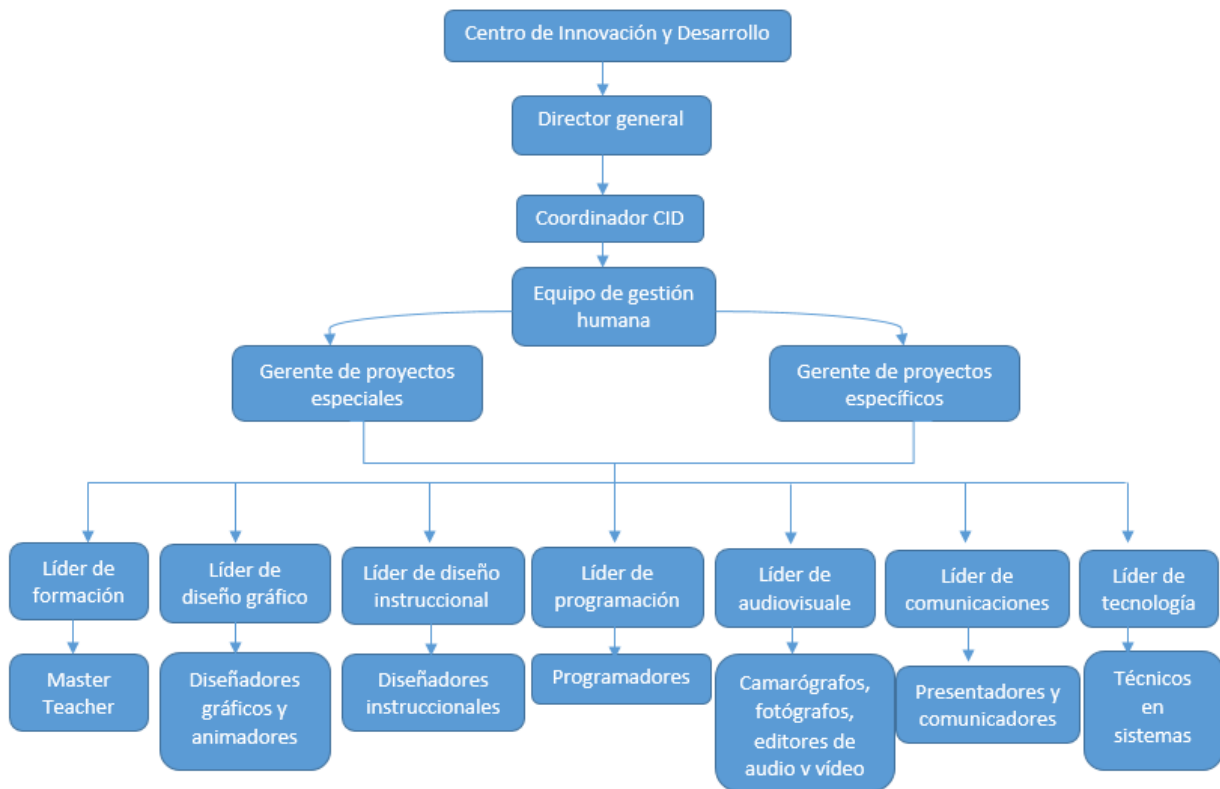 Centro de Innovación y Desarrollo
Director general
Coordinador CID
Equipo de gestión
humana
Gerente de proyectos
especiales
Gerente de proyectos
específicos
Líder de
formación
Líder de
diseño gráfico
Líder de diseño
instruccional
Líder de
programación
Líder de
audiovisuale
Líder de
comunicaciones
Líder de
tecnología
Master
Teacher
Diseñadores
gráficos y
animadores
Diseñadores
instruccionales
Programadores
Camarógrafos,
fotógrafos,
editores de
audio y vídeo
Presentadores y
comunicadores
Técnicos
en
sistemas